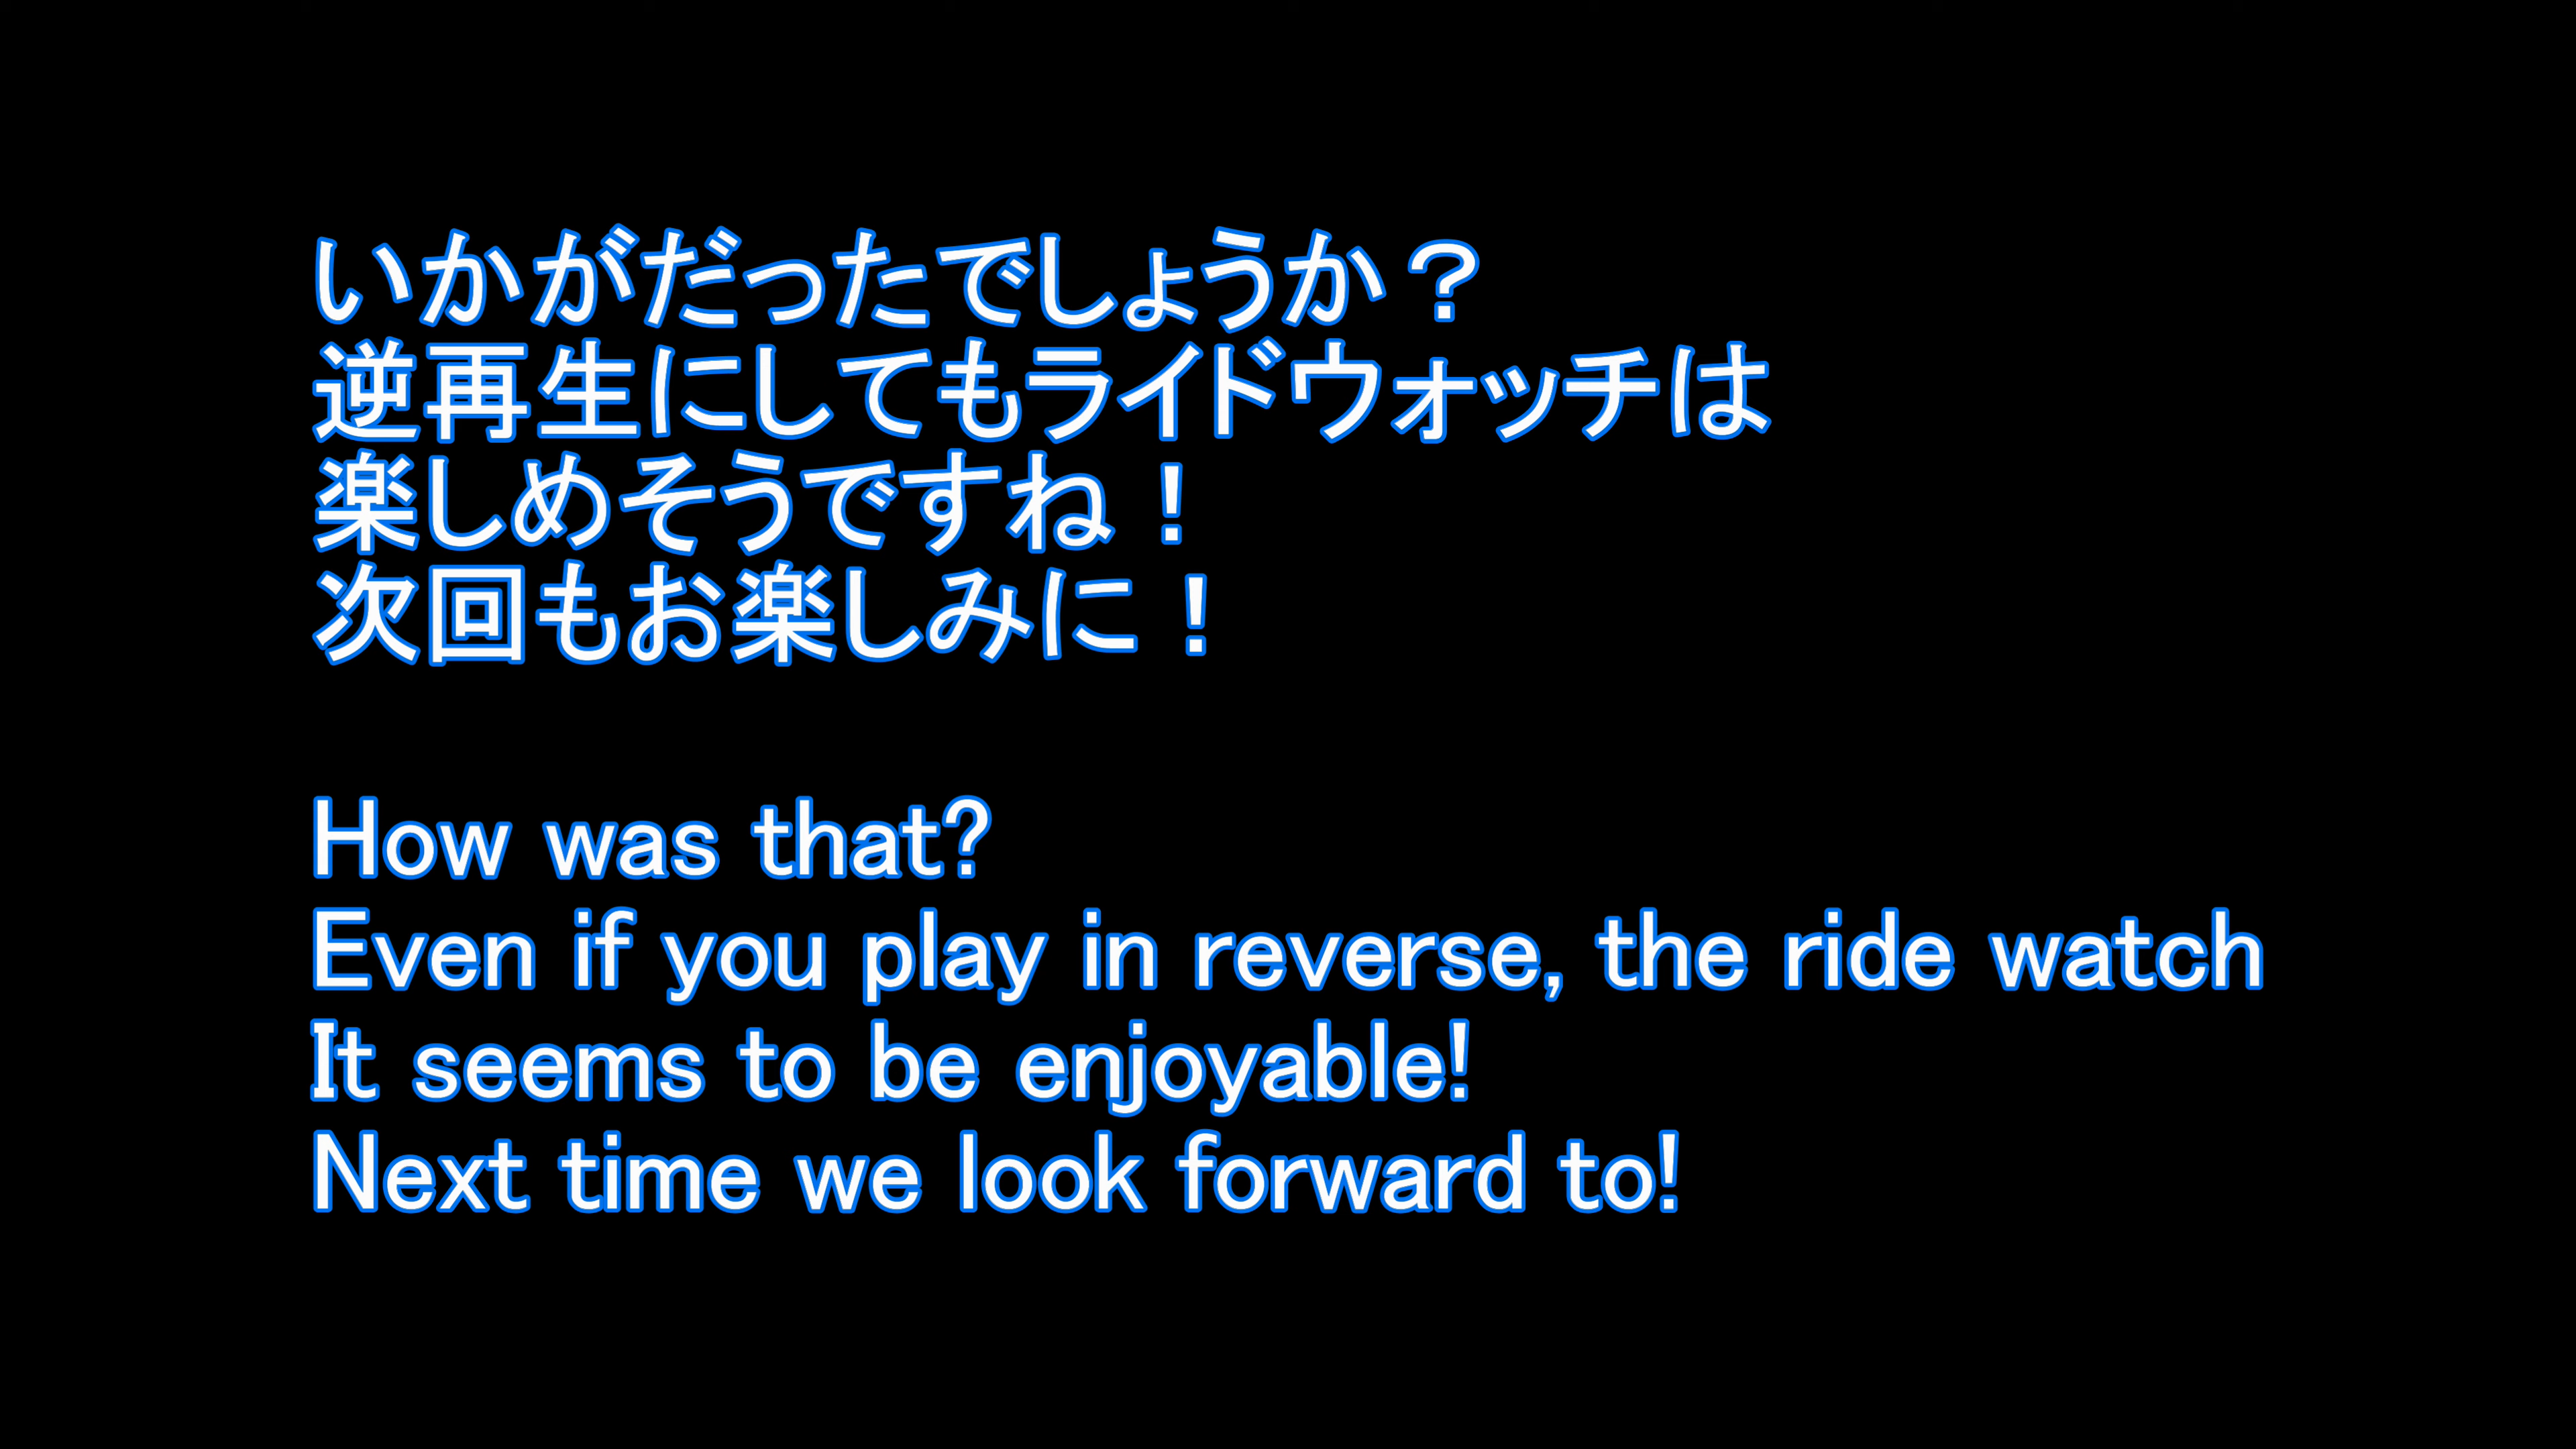 いかがだったでしょうか？
逆再生にしてもライドウォッチは
楽しめそうですね！
次回もお楽しみに！
How was that?
Even if you play in reverse, the ride watch
It seems to be enjoyable!
Next time we look forward to!